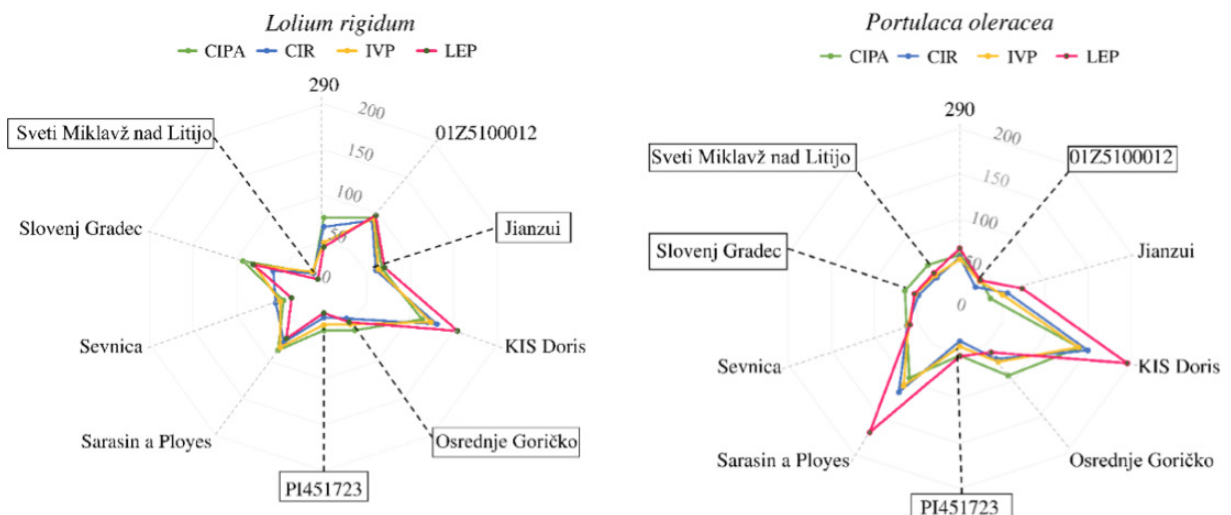 Lolium rigidum
CIPA CIR IVP LEP
290
200
150
100
50
0
Sveti Miklavž nad Litijo
01Z5100012
Slovenj Gradec
Jianzui
Sevnica
KIS Doris
Sarasin a Ployes
Osrednje Goričko
PI451723
Portulaca oleracea
CIPA CIR IVP LEP
290
200
150
100
50
0
Sveti Miklavž nad Litijo
01Z5100012
Slovenj Gradec
Jianzui
Sevnica
KIS Doris
Sarasin a Ployes
Osrednje Goričko
PI451723